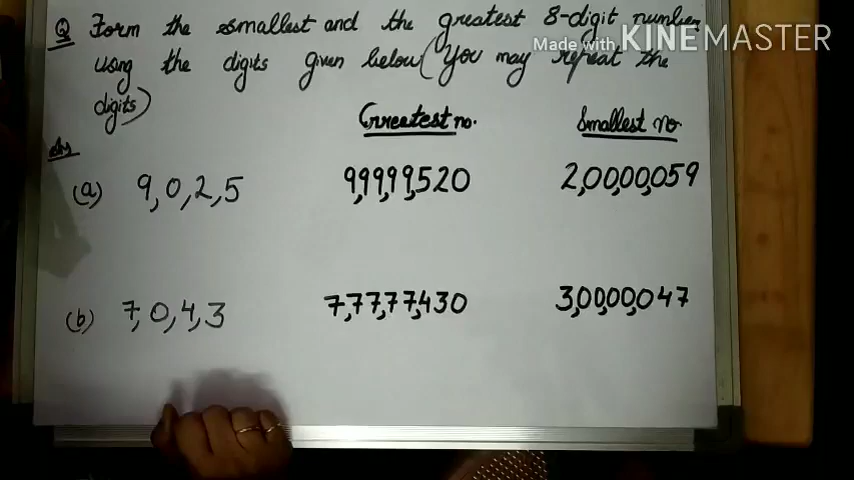 Q Form the smallest and the greatest 8-digit number
Made with KINEMASTER
using the digits given below (You may repeat the
digits)
Greatest no. Smallest no.
Ans
(a) 9,0,2,5 9,99,99,520 2,00,00,059
(b) 7,0,4,3 7,77,77,430 3,00,00,047